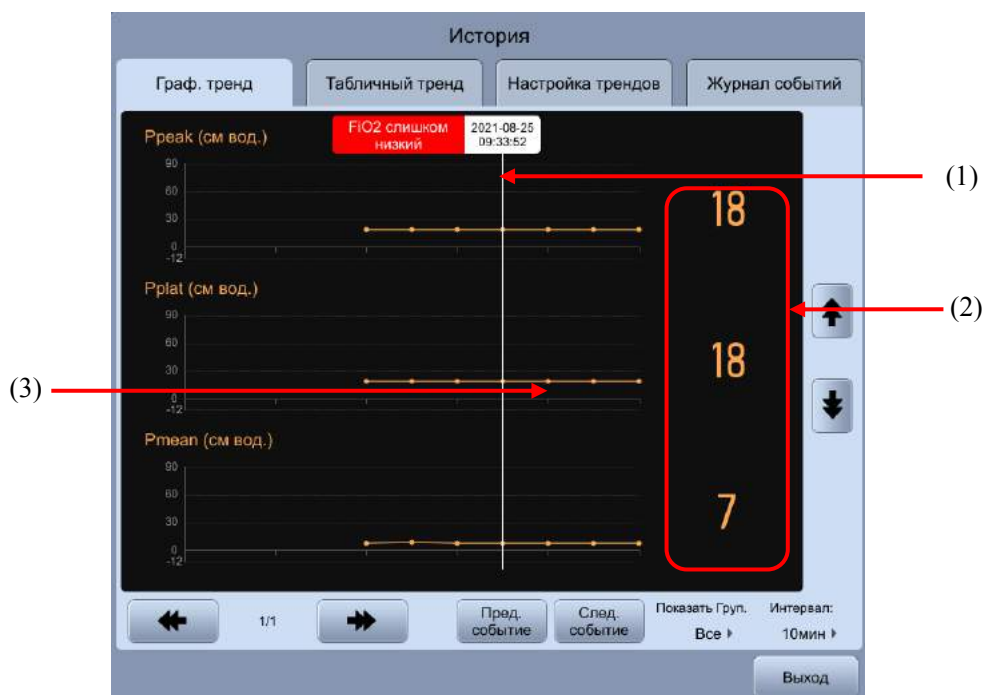 История
Граф. тренд
Табличный тренд
Настройка трендов
Журнал событий
Ppeak (см вод.)
FiO2 слишком
низкий
2021-08-25
09:33:52
90
60
30
0
-12
18
(1)
Pplat (см вод.)
90
60
30
0
-12
18
(2)
(3)
Pmean (см вод.)
90
60
30
0
-12
7
1/1
Пред.
событие
След.
событие
Показать Груп.
Все
Интервал:
10мин
Выход